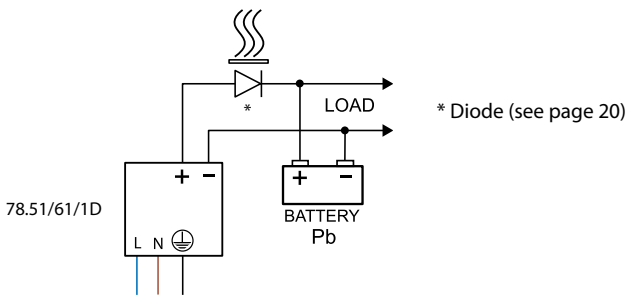 *
LOAD
* Diode (see page 20)
+ −
+ −
78.51/61/1D
BATTERY
L N
Pb